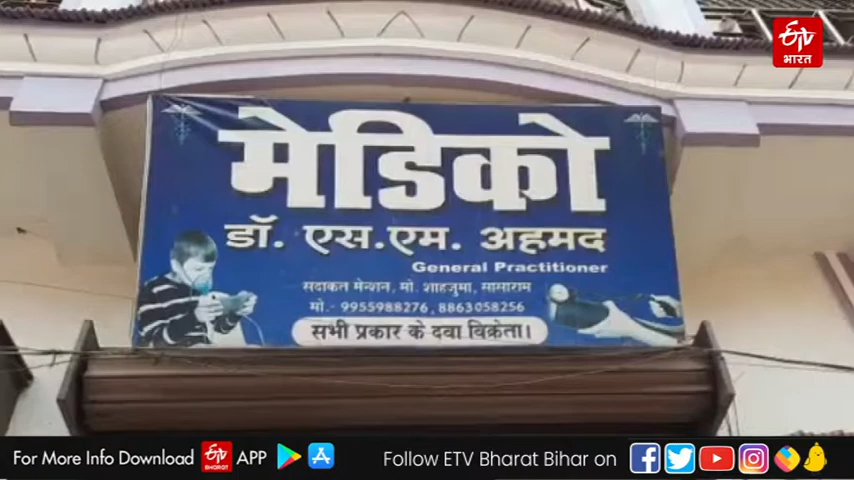 ETV
भारत
मेडिको
डॉ. एस.एम. अहमद
General Practitioner
सदाकत मेन्शन, मो. शाहजुमा, सासाराम
मो.- 9955988276, 8863058256
सभी प्रकार के दवा विक्रेता।
For More Info Download ETV भारत APP Follow ETV Bharat Bihar on